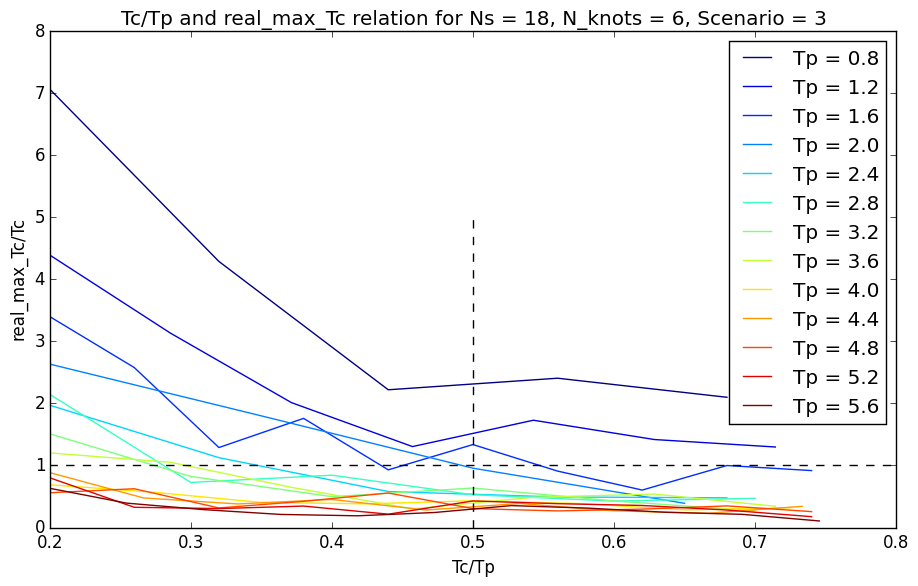 Tc/Tp and real_max_Tc relation for Ns = 18, N_knots = 6, Scenario = 3
real_max_Tc/Tc
8
7
6
5
4
3
2
1
0
0.2 0.3 0.4 0.5 0.6 0.7 0.8
Tc/Tp
Tp = 0.8
Tp = 1.2
Tp = 1.6
Tp = 2.0
Tp = 2.4
Tp = 2.8
Tp = 3.2
Tp = 3.6
Tp = 4.0
Tp = 4.4
Tp = 4.8
Tp = 5.2
Tp = 5.6